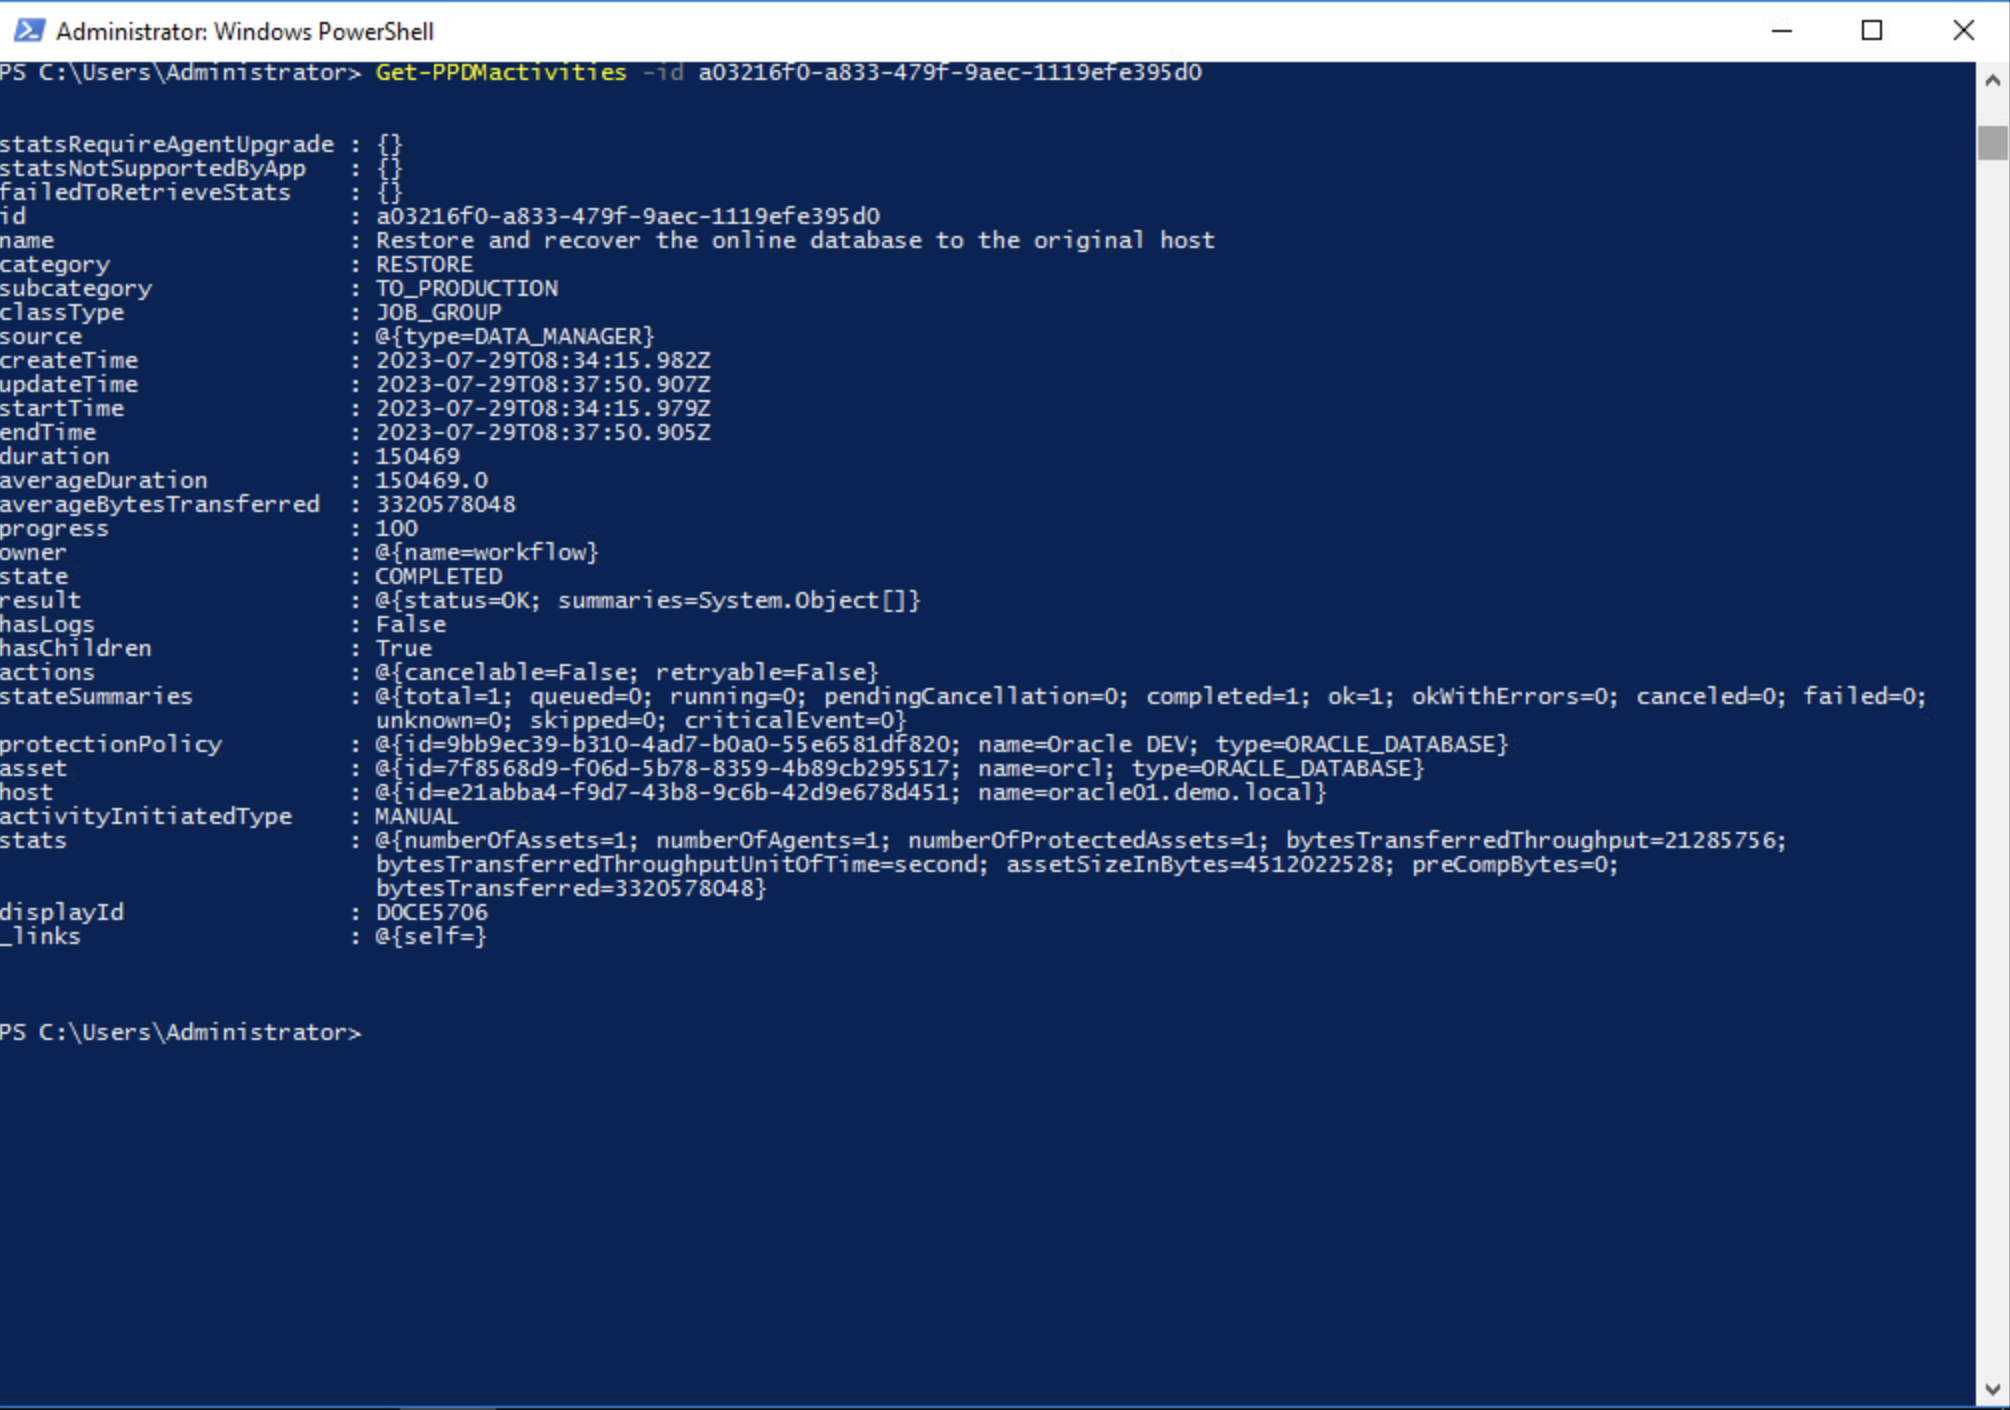 Administrator: Windows PowerShell
PS C:\Users\Administrator> Get-PPDMactivities -id a03216f0-a833-479f-9aec-1119efe395d0
statsRequireAgentUpgrade : {}
statsNotSupportedByApp   : {}
failedToRetrieveStats    : {}
id                       : a03216f0-a833-479f-9aec-1119efe395d0
name                     : Restore and recover the online database to the original host
category                 : RESTORE
subcategory              : TO_PRODUCTION
classType                : JOB_GROUP
source                   : @{type=DATA_MANAGER}
createTime               : 2023-07-29T08:34:15.982Z
updateTime               : 2023-07-29T08:37:50.907Z
startTime                : 2023-07-29T08:34:15.979Z
endTime                  : 2023-07-29T08:37:50.905Z
duration                 : 150469
averageDuration          : 150469.0
averageBytesTransferred  : 3320578048
progress                 : 100
owner                    : @{name=workflow}
state                    : COMPLETED
result                   : @{status=OK; summaries=System.Object[]}
hasLogs                  : False
hasChildren              : True
actions                  : @{cancelable=False; retryable=False}
stateSummaries           : @{total=1; queued=0; running=0; pendingCancellation=0; completed=1; ok=1; okWithErrors=0; canceled=0; failed=0;
unknown=0; skipped=0; criticalEvent=0}
protectionPolicy         : @{id=9bb9ec39-b310-4ad7-b0a0-55e6581df820; name=Oracle DEV; type=ORACLE_DATABASE}
asset                    : @{id=7f8568d9-f06d-5b78-8359-4b89cb295517; name=orcl; type=ORACLE_DATABASE}
host                     : @{id=e21abba4-f9d7-43b8-9c6b-42d9e678d451; name=oracle01.demo.local}
activityInitiatedType    : MANUAL
stats                    : @{numberOfAssets=1; numberOfAgents=1; numberOfProtectedAssets=1; bytesTransferredThroughput=21285756;
bytesTransferredThroughputUnitOfTime=second; assetSizeInBytes=4512022528; preCompBytes=0;
bytesTransferred=3320578048}
displayId                : DOCE5706
_links                   : @{self=}
PS C:\Users\Administrator>